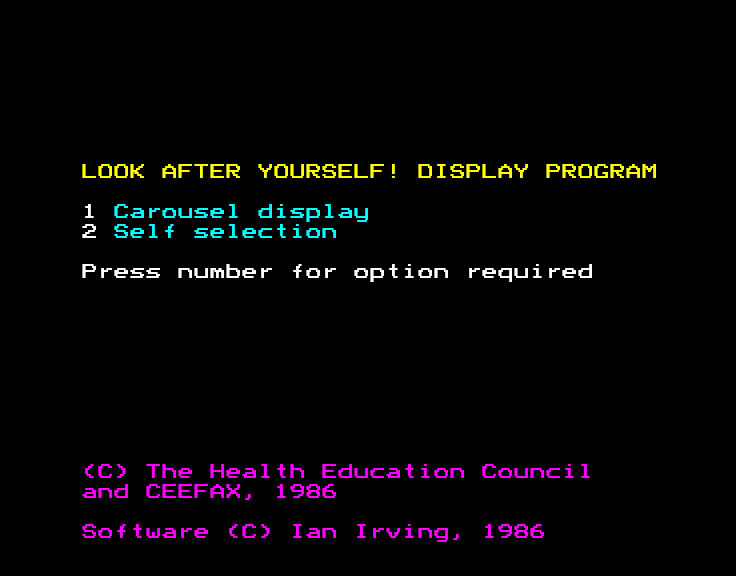 LOOK AFTER YOURSELF! DISPLAY PROGRAM
1 Carousel display
2 Self selection
Press number for option required
(C) The Health Education Council
and CEEFAX, 1986
Software (C) Ian Irving, 1986